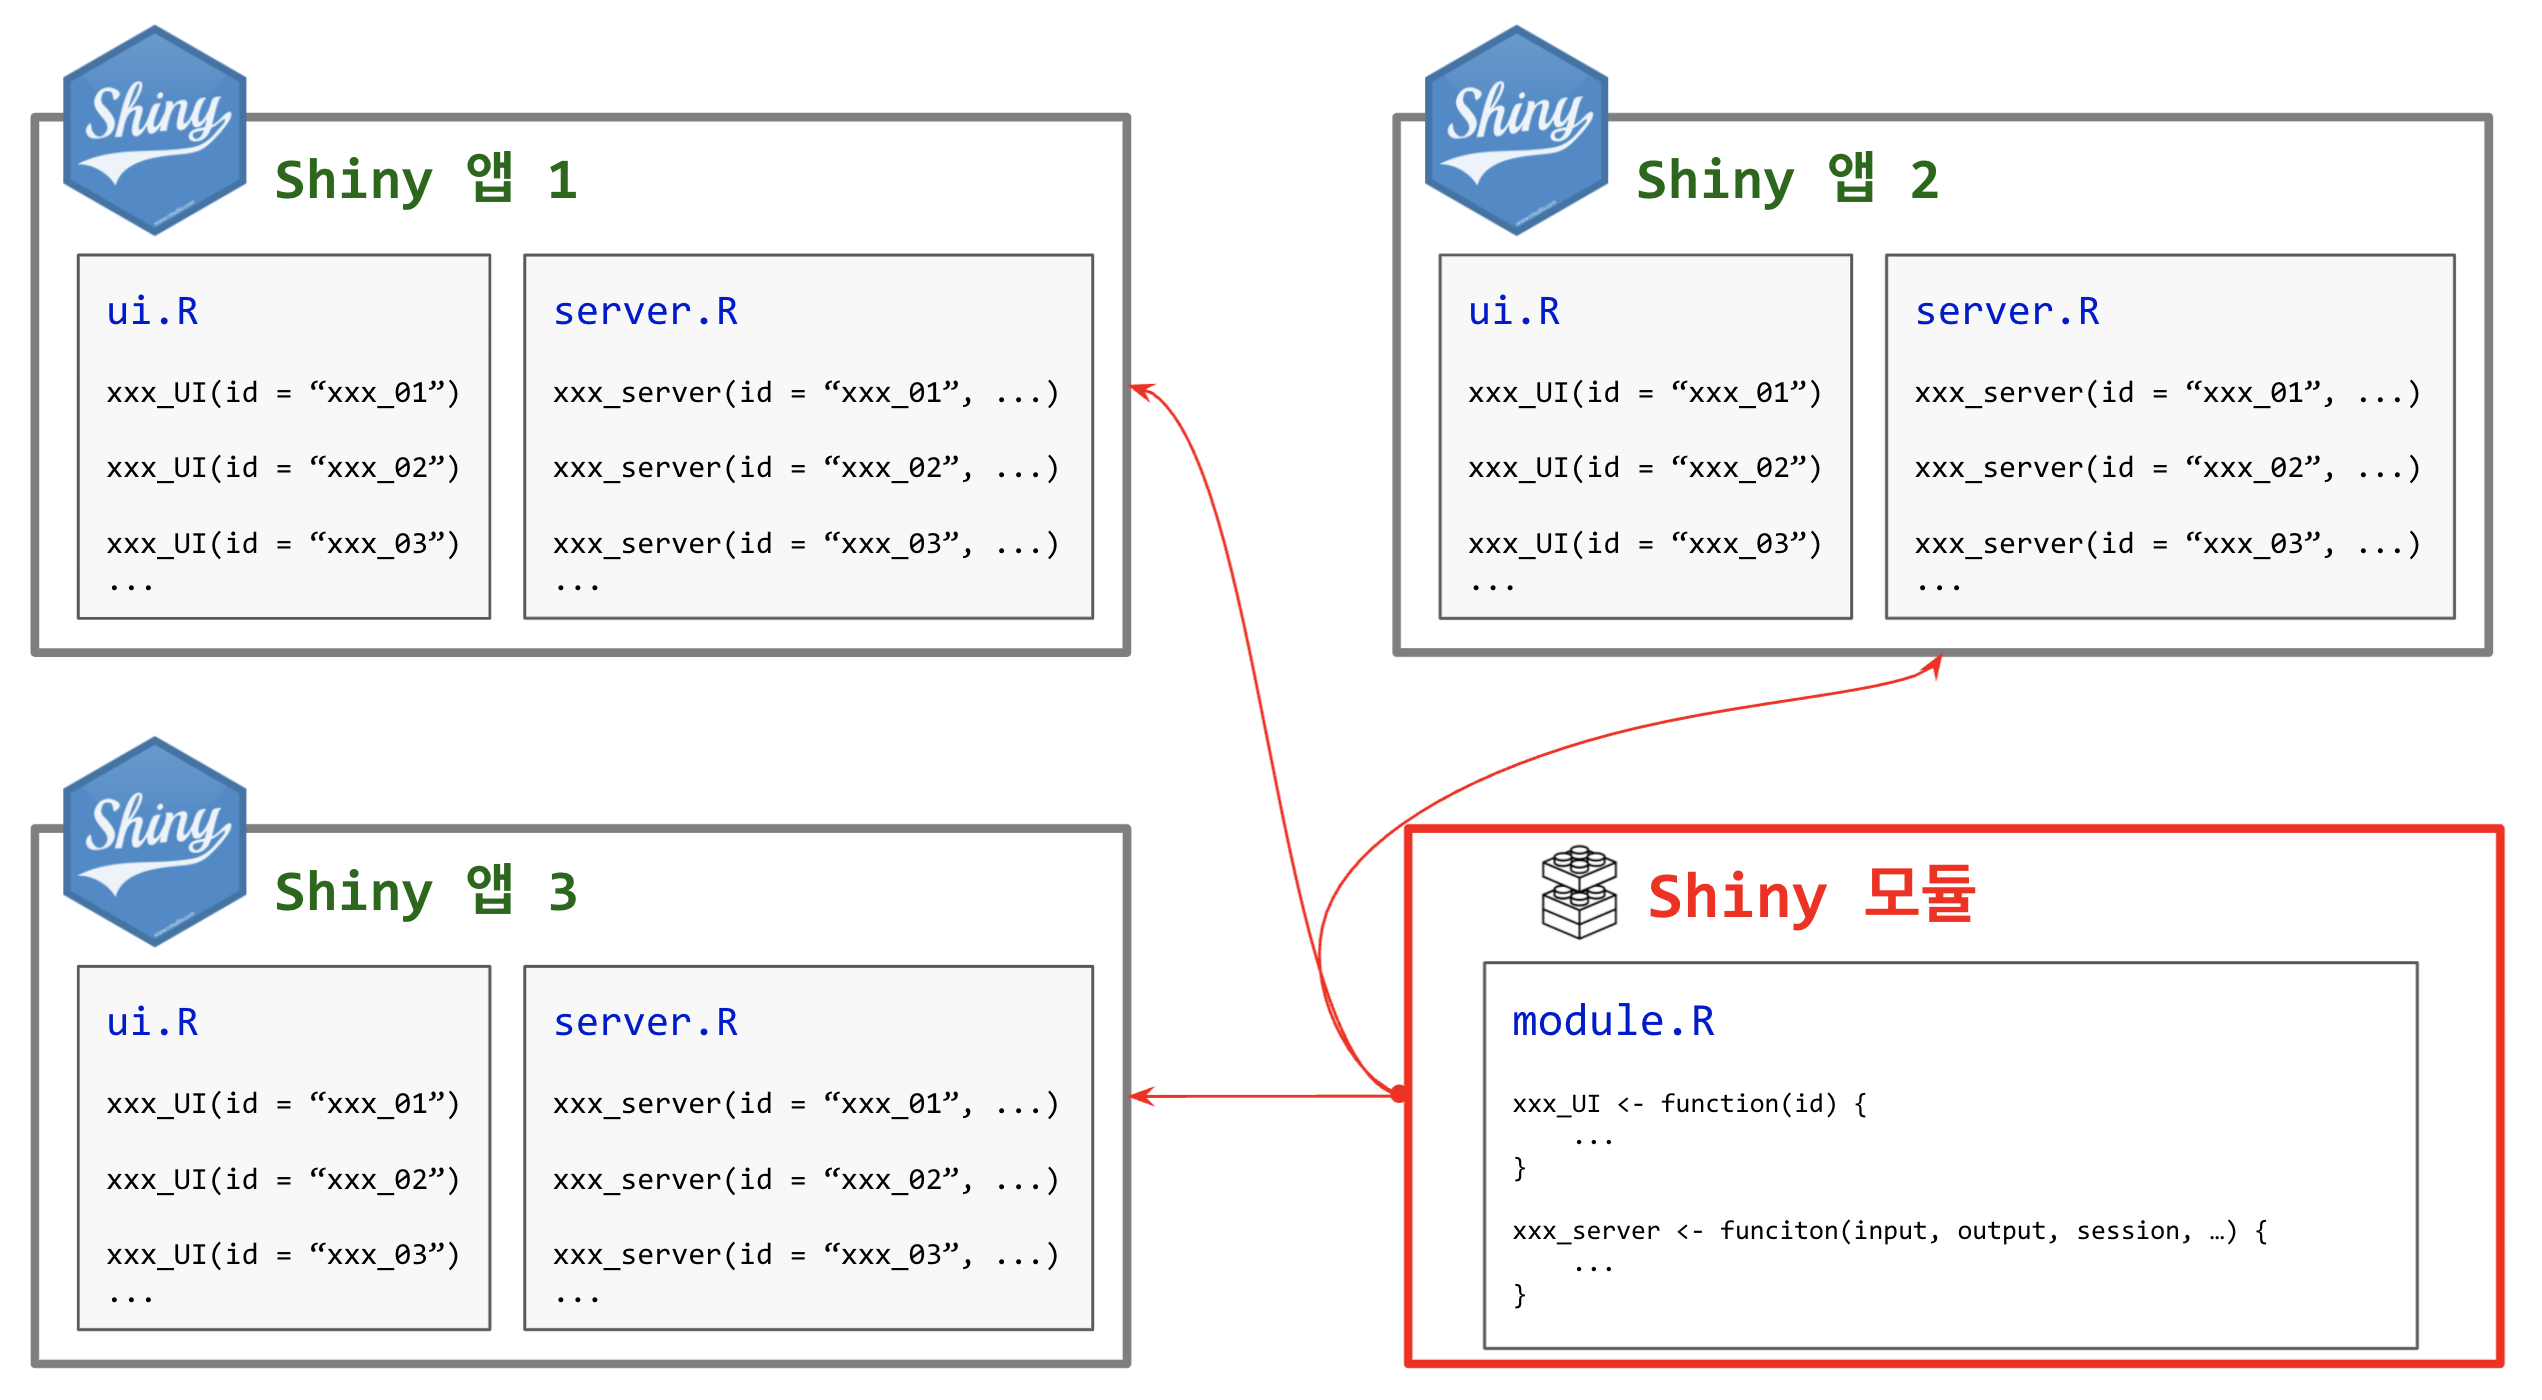 Shiny
Shiny 앱 1
ui.R
xxx_UI(id = “xxx_01”)
xxx_UI(id = “xxx_02”)
xxx_UI(id = “xxx_03”)
...
server.R
xxx_server(id = “xxx_01”, ...)
xxx_server(id = “xxx_02”, ...)
xxx_server(id = “xxx_03”, ...)
...
Shiny
Shiny 앱 2
ui.R
xxx_UI(id = “xxx_01”)
xxx_UI(id = “xxx_02”)
xxx_UI(id = “xxx_03”)
...
server.R
xxx_server(id = “xxx_01”, ...)
xxx_server(id = “xxx_02”, ...)
xxx_server(id = “xxx_03”, ...)
...
Shiny
Shiny 앱 3
ui.R
xxx_UI(id = “xxx_01”)
xxx_UI(id = “xxx_02”)
xxx_UI(id = “xxx_03”)
...
server.R
xxx_server(id = “xxx_01”, ...)
xxx_server(id = “xxx_02”, ...)
xxx_server(id = “xxx_03”, ...)
...
Shiny 모듈
module.R
xxx_UI <- function(id) {
...
}
xxx_server <- funciton(input, output, session, …) {
...
}